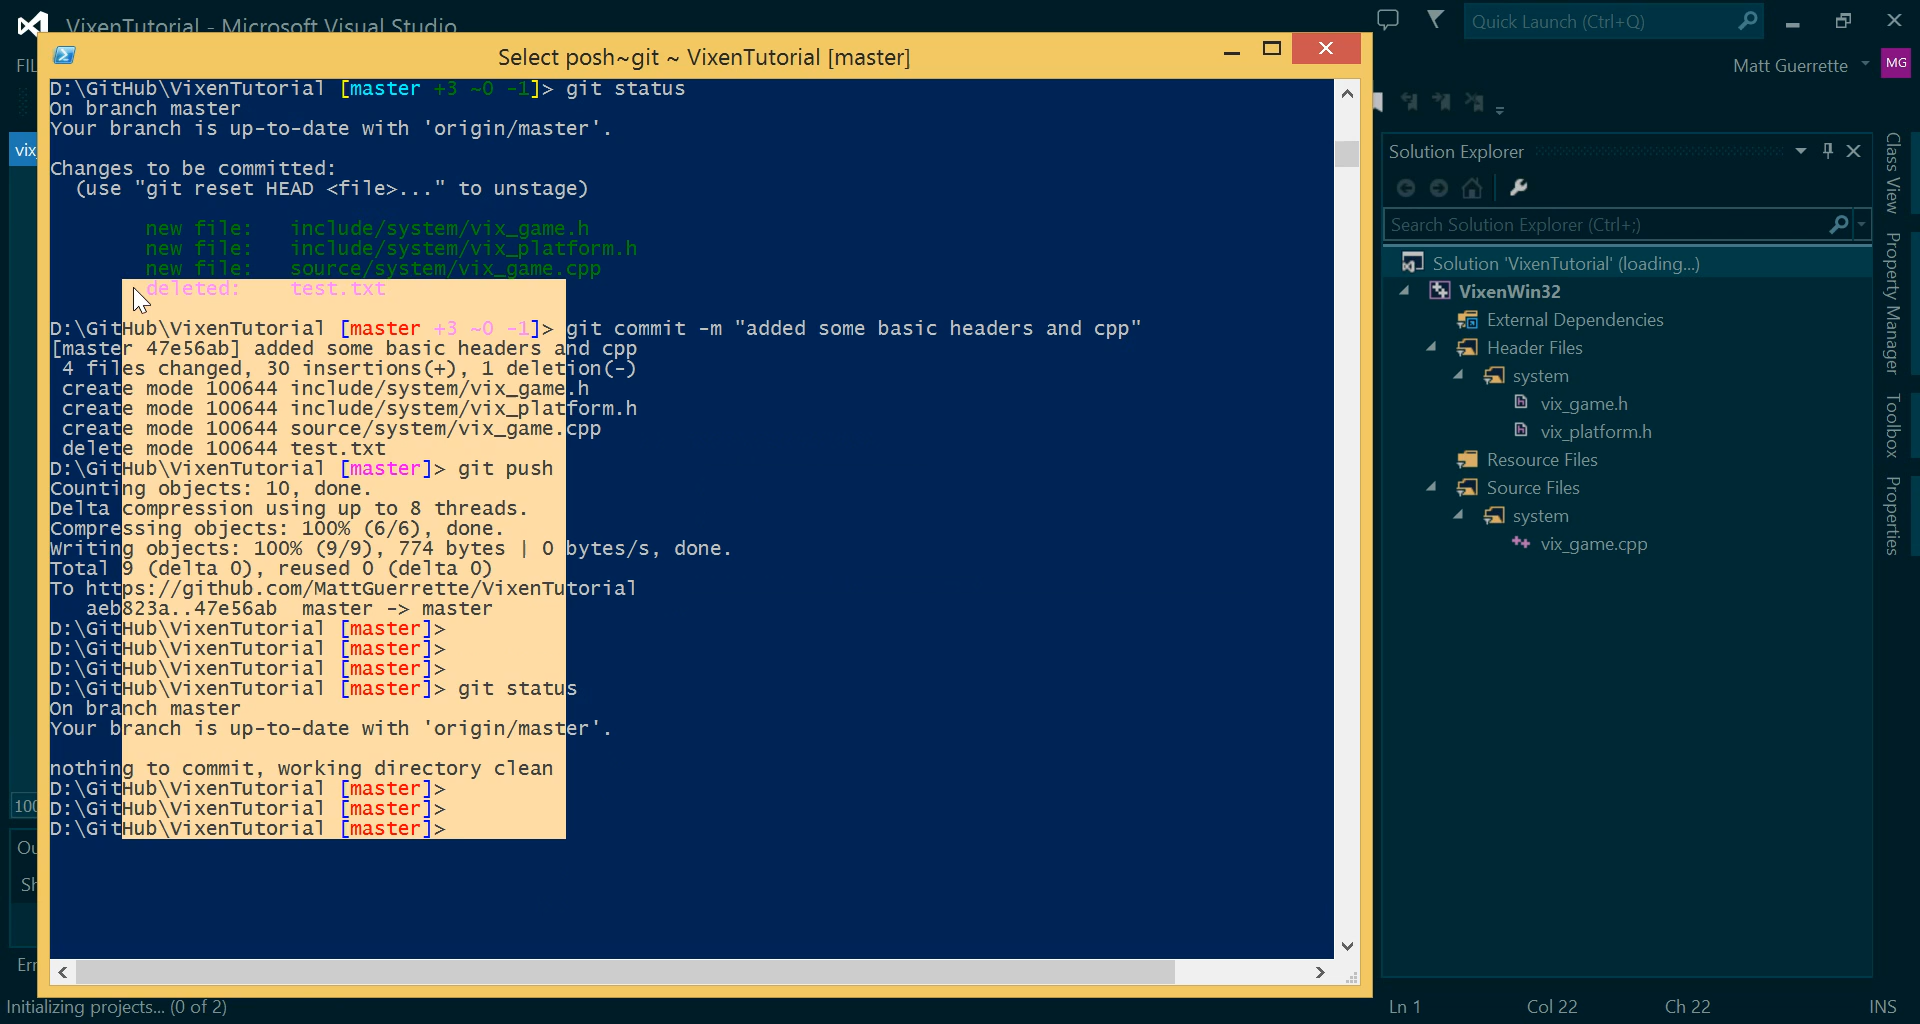 VixenTutorial - Microsoft Visual Studio
Quick Launch (Ctrl+Q)
Matt Guerrette
MG
Select posh~git ~ VixenTutorial [master]
D:\GitHub\VixenTutorial [master +3 ~0 -1]> git status
On branch master
Your branch is up-to-date with 'origin/master'.
Changes to be committed:
(use "git reset HEAD <file>..." to unstage)
new file: include/system/vix_game.h
new file: include/system/vix_platform.h
new file: source/system/vix_game.cpp
deleted: test.txt
D:\GitHub\VixenTutorial [master +3 ~0 -1]> git commit -m "added some basic headers and cpp"
[master 47e56ab] added some basic headers and cpp
4 files changed, 30 insertions(+), 1 deletion(-)
create mode 100644 include/system/vix_game.h
create mode 100644 include/system/vix_platform.h
create mode 100644 source/system/vix_game.cpp
delete mode 100644 test.txt
D:\GitHub\VixenTutorial [master]> git push
Counting objects: 10, done.
Delta compression using up to 8 threads.
Compressing objects: 100% (6/6), done.
Writing objects: 100% (9/9), 774 bytes | 0 bytes/s, done.
Total 9 (delta 0), reused 0 (delta 0)
To https://github.com/MattGuerrette/VixenTutorial
aeb823a..47e56ab master -> master
D:\GitHub\VixenTutorial [master]>
D:\GitHub\VixenTutorial [master]>
D:\GitHub\VixenTutorial [master]>
D:\GitHub\VixenTutorial [master]> git status
On branch master
Your branch is up-to-date with 'origin/master'.
nothing to commit, working directory clean
D:\GitHub\VixenTutorial [master]>
D:\GitHub\VixenTutorial [master]>
D:\GitHub\VixenTutorial [master]>
Solution Explorer
Search Solution Explorer (Ctrl+;)
Solution 'VixenTutorial' (loading...)
VixenWin32
External Dependencies
Header Files
system
vix_game.h
vix_platform.h
Resource Files
Source Files
system
vix_game.cpp
Class View
Property Manager
Toolbox
Properties
Initializing projects... (0 of 2)
Ln 1
Col 22
Ch 22
INS